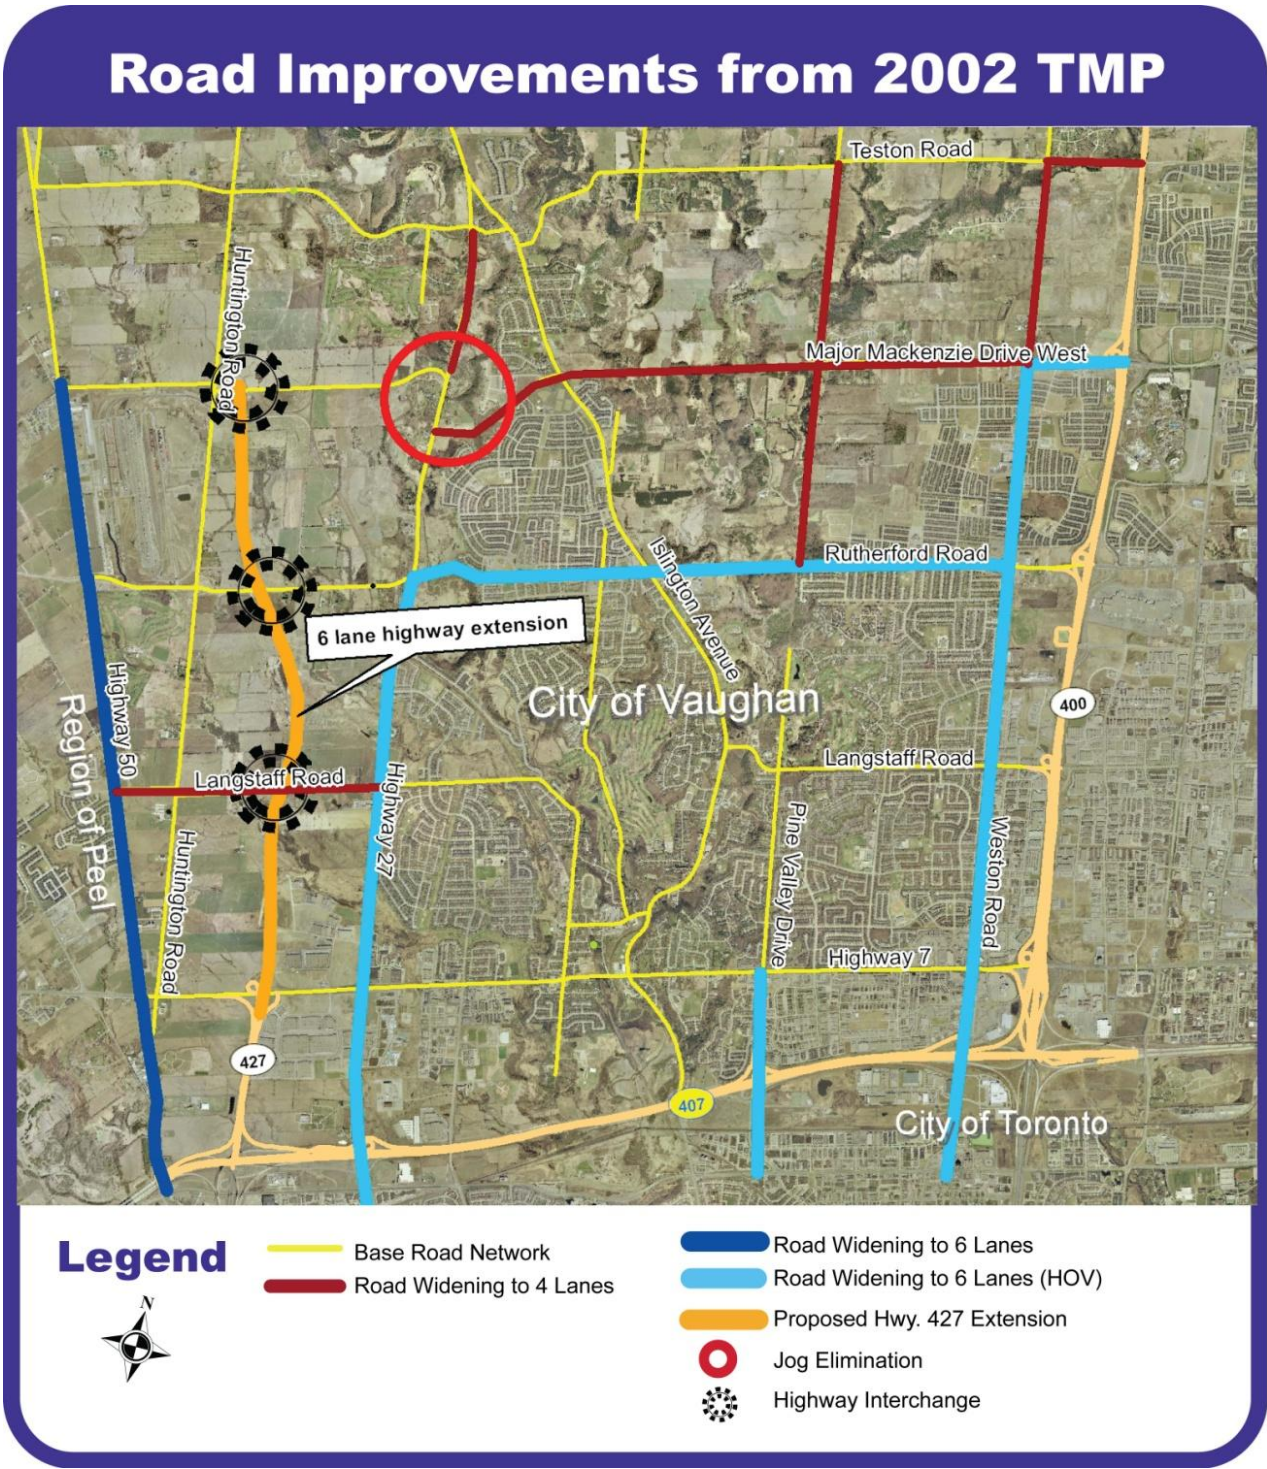 Road Improvements from 2002 TMP
Teston Road
Huntington Road
Major Mackenzie Drive West
Rutherford Road
Islington Avenue
6 lane highway extension
City of Vaughan
400
Highway 50
Region of Peel
Langstaff Road
Langstaff Road
Highway 27
Pine Valley Drive
Weston Road
Huntington Road
Highway 7
427
407
City of Toronto
Legend
N
Base Road Network
Road Widening to 4 Lanes
Road Widening to 6 Lanes
Road Widening to 6 Lanes (HOV)
Proposed Hwy. 427 Extension
Jog Elimination
Highway Interchange